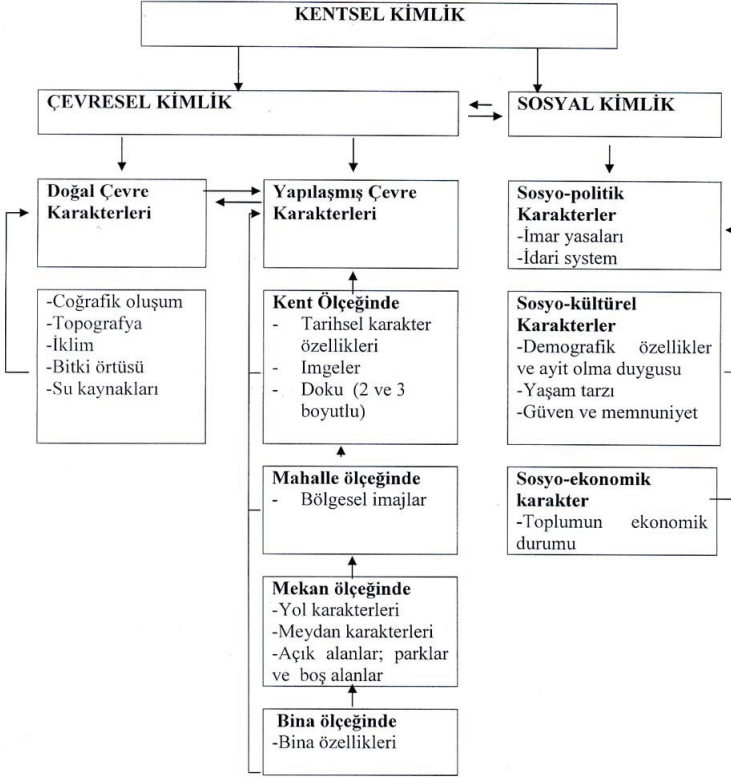 KENTSEL KİMLİK
ÇEVRESEL KİMLİK
SOSYAL KİMLİK
Doğal Çevre
Karakterleri
-Coğrafik oluşum
-Topografya
-İklim
-Bitki örtüsü
-Su kaynakları
Yapılaşmış Çevre
Karakterleri
Kent Ölçeğinde
- Tarihsel karakter
özellikleri
- Imgeler
- Doku (2 ve 3
boyutlu)
Mahalle ölçeğinde
- Bölgesel imajlar
Mekan ölçeğinde
-Yol karakterleri
-Meydan karakterleri
-Açık alanlar; parklar
ve boş alanlar
Bina ölçeğinde
-Bina özellikleri
Sosyo-politik
Karakterler
-İmar yasaları
-İdari system
Sosyo-kültürel
Karakterler
-Demografik özellikler
ve ayit olma duygusu
-Yaşam tarzı
-Güven ve memnuniyet
Sosyo-ekonomik
karakter
-Toplumun ekonomik
durumu